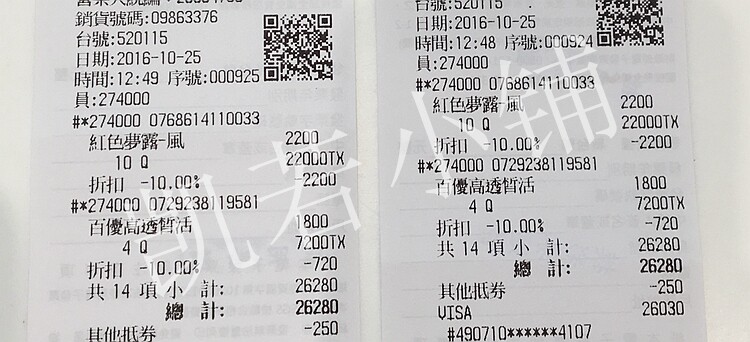 銷貨號碼:09863376
台號:520115
日期:2016-10-25
時間:12:49 序號:000925
員:274000
#*274000 0768614110033
紅色夢露-風 2200
10 Q 22000TX
折扣 -10.00% -2200
#*274000 0729238119581
百優高透皙活 1800
4 Q 7200TX
折扣 -10.00% -720
共 14 項 小 計: 26280
總 計: 26280
其他抵券 -250
台號:520115
日期:2016-10-25
時間:12:48 序號:000924
員:274000
#*274000 0768614110033
紅色夢露-風 2200
10 Q 22000TX
折扣 -10.00% -2200
#*274000 0729238119581
百優高透皙活 1800
4 Q 7200TX
折扣 -10.00% -720
共 14 項 小 計: 26280
總 計: 26280
其他抵券 -250
VISA 26030
#490710******4107
凱若小舖